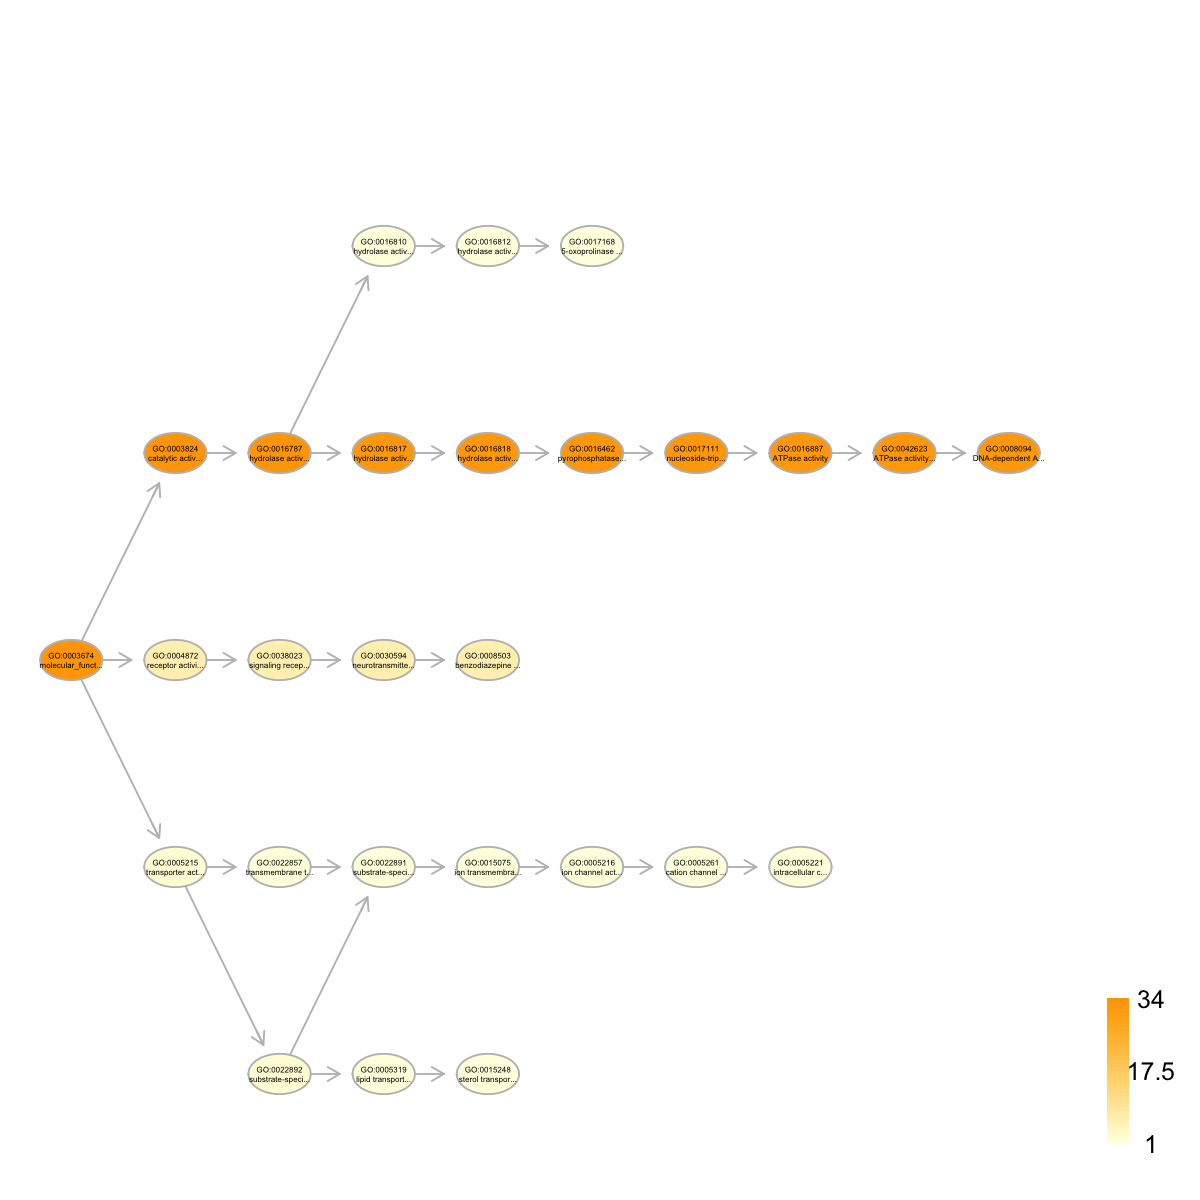 GO:0016810
hydrolase activ...
GO:0016812
hydrolase activ...
GO:0017168
5-oxoprolinase ...
GO:0003824
catalytic activ...
GO:0016787
hydrolase activ...
GO:0016817
hydrolase activ...
GO:0016818
hydrolase activ...
GO:0016462
pyrophosphatase...
GO:0017111
nucleoside-trip...
GO:0016887
ATPase activity
GO:0042623
ATPase activity...
GO:0008094
DNA-dependent A...
GO:0003674
molecular_funct...
GO:0004872
receptor activi...
GO:0038023
signaling recep...
GO:0030594
neurotransmitte...
GO:0008503
benzodiazepine ...
GO:0005215
transporter act...
GO:0022857
transmembrane t...
GO:0022891
substrate-speci...
GO:0015075
ion transmembra...
GO:0005216
ion channel act...
GO:0005261
cation channel ...
GO:0005221
intracellular c...
GO:0022892
substrate-speci...
GO:0005319
lipid transport...
GO:0015248
sterol transpor...
34
17.5
1